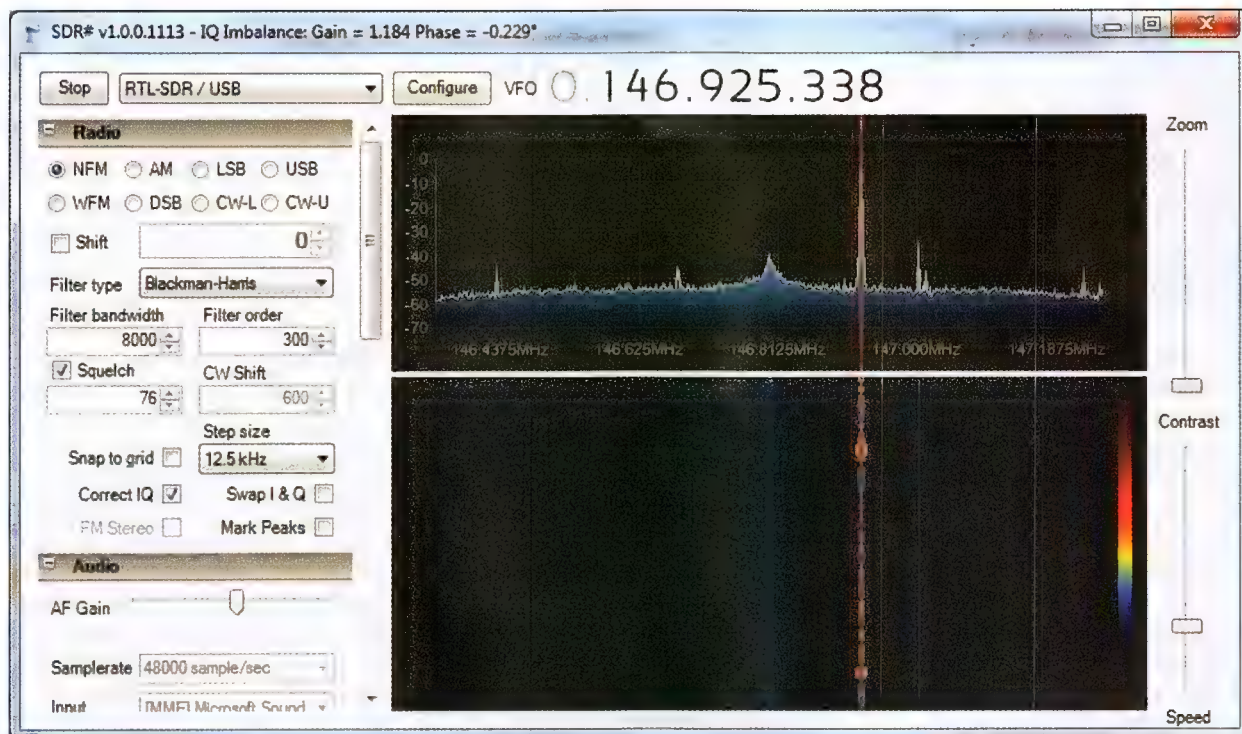 SDR# v1.0.0.1113 - IQ Imbalance: Gain = 1.184 Phase = -0.229°
Stop RTL-SDR / USB Configure VFO 0.146.925.338
Radio
NFM AM LSB USB
WFM DSB CW-L CW-U
Shift 0
Filter type Blackman-Harris
Filter bandwidth Filter order
8000 300
Squelch CW Shift
76 600
Step size
Snap to grid 12.5 kHz
Correct IQ Swap I & Q
FM Stereo Mark Peaks
Audio
AF Gain
Samplerate 48000 sample/sec
Input [MME] Microsoft Sound
0
-10
-20
-30
-40
-50
-60
-70
146.4375MHz 146.625MHz 146.8125MHz 147.000MHz 147.1875MHz
Zoom
Contrast
Speed